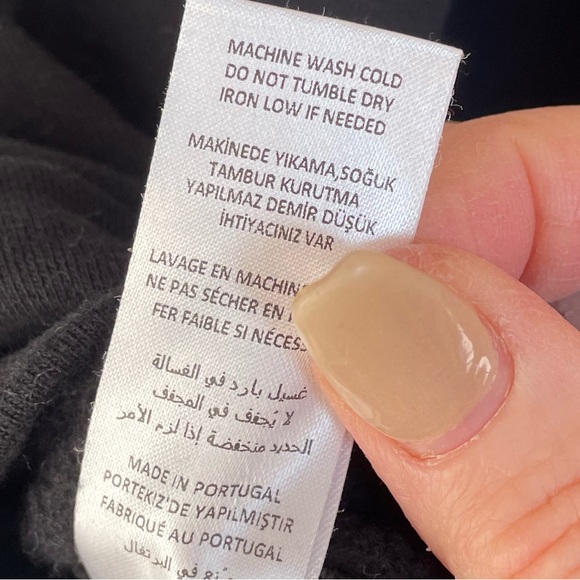 MACHINE WASH COLD
DO NOT TUMBLE DRY
IRON LOW IF NEEDED
MAKİNEDE YIKAMA,SOĞUK
TAMBUR KURUTMA
YAPILMAZ DEMİR DÜŞÜK
İHTİYACINIZ VAR
LAVAGE EN
NE PAS SÉCHER EN
FER FAIBLE SI
غسيل بارد في الغسالة
لا يُجفف في المجفف
الحديد منخفضة إذا لزم الأمر
MADE IN PORTUGAL
PORTEKİZ'DE YAPILMIŞTIR
FABRIQUÉ AU PORTUGAL
في البرتغال